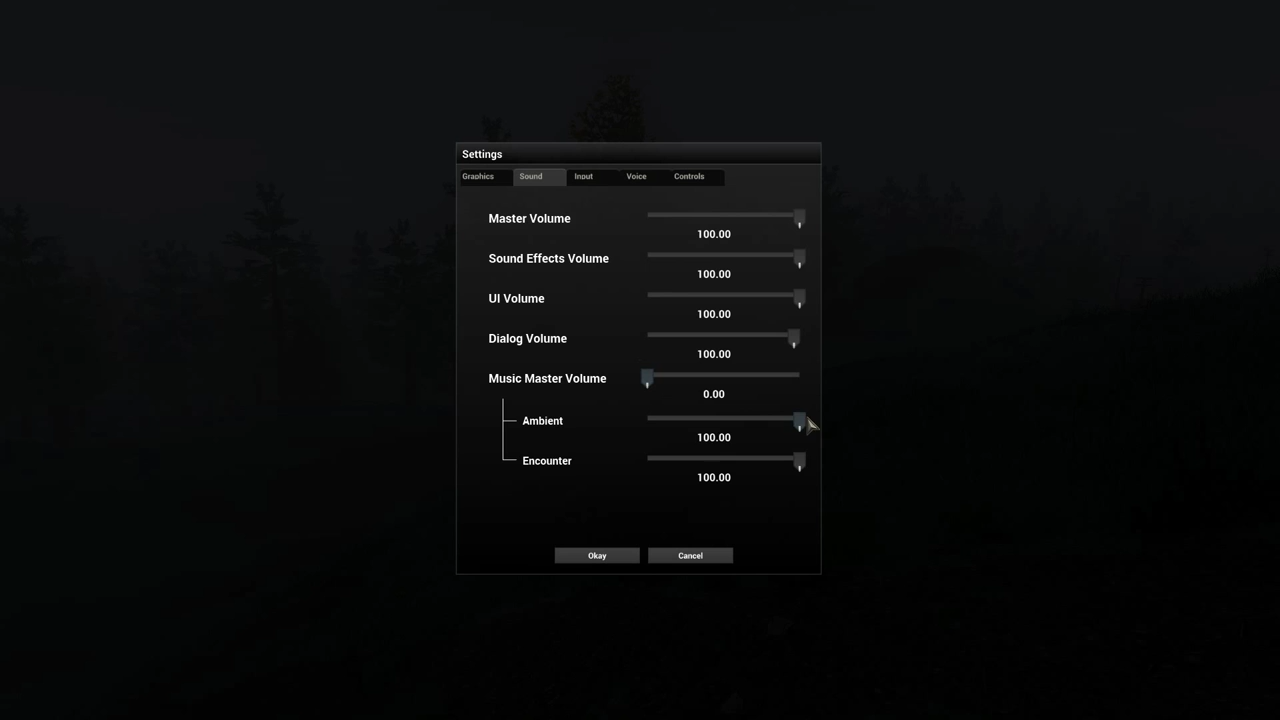 Settings
Graphics Sound Input Voice Controls
Master Volume
100.00
Sound Effects Volume
100.00
UI Volume
100.00
Dialog Volume
100.00
Music Master Volume
0.00
Ambient
100.00
Encounter
100.00
Okay Cancel